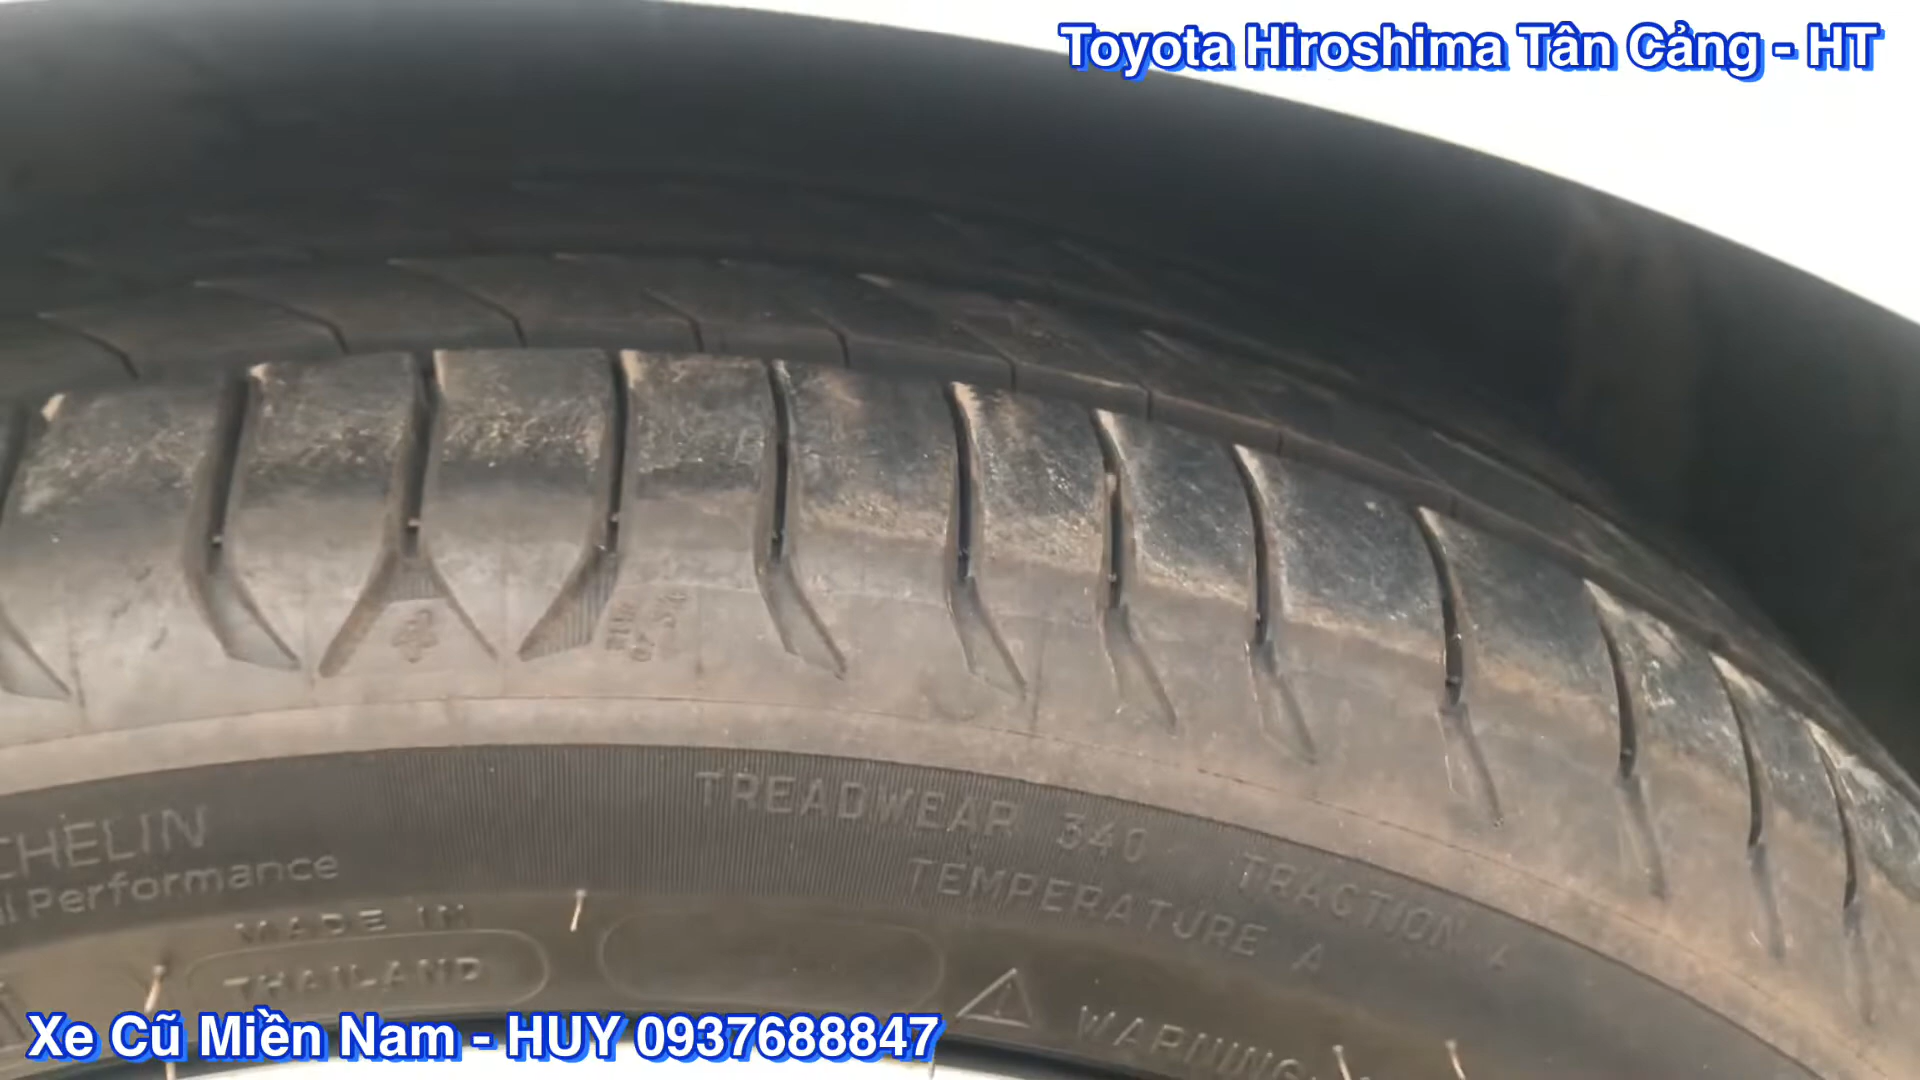 Toyota Hiroshima Tân Cảng - HT
TREADWEAR 340
TRACTION
TEMPERATURE A
CHELIN
Performance
MADE IN
THAILAND
WARNING
Xe Cũ Miền Nam - HUY 0937688847